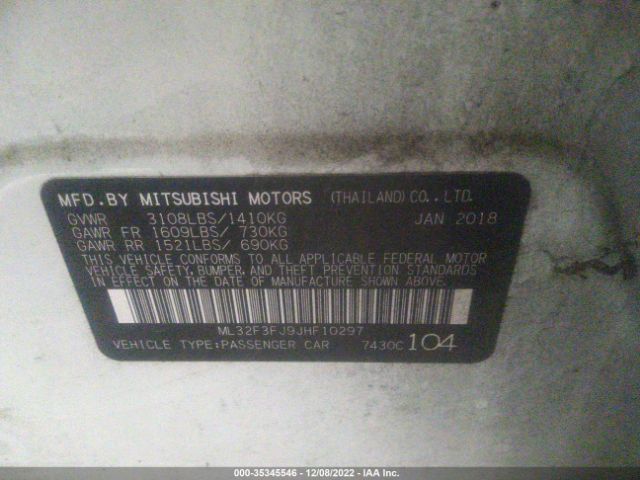 MFD. BY MITSUBISHI MOTORS (THAILAND) CO., LTD.
GVWR 3108LBS/1410KG JAN 2018
GAWR FR 1609LBS/ 730KG
GAWR RR 1521LBS/ 690KG
THIS VEHICLE CONFORMS TO ALL APPLICABLE FEDERAL MOTOR
VEHICLE SAFETY, BUMPER, AND THEFT PREVENTION STANDARDS
IN EFFECT ON THE DATE OF MANUFACTURE SHOWN ABOVE.
ML32F3FJ9JHF10297
VEHICLE TYPE:PASSENGER CAR 7430C 104
000-35345546 - 12/08/2022 - IAA Inc.